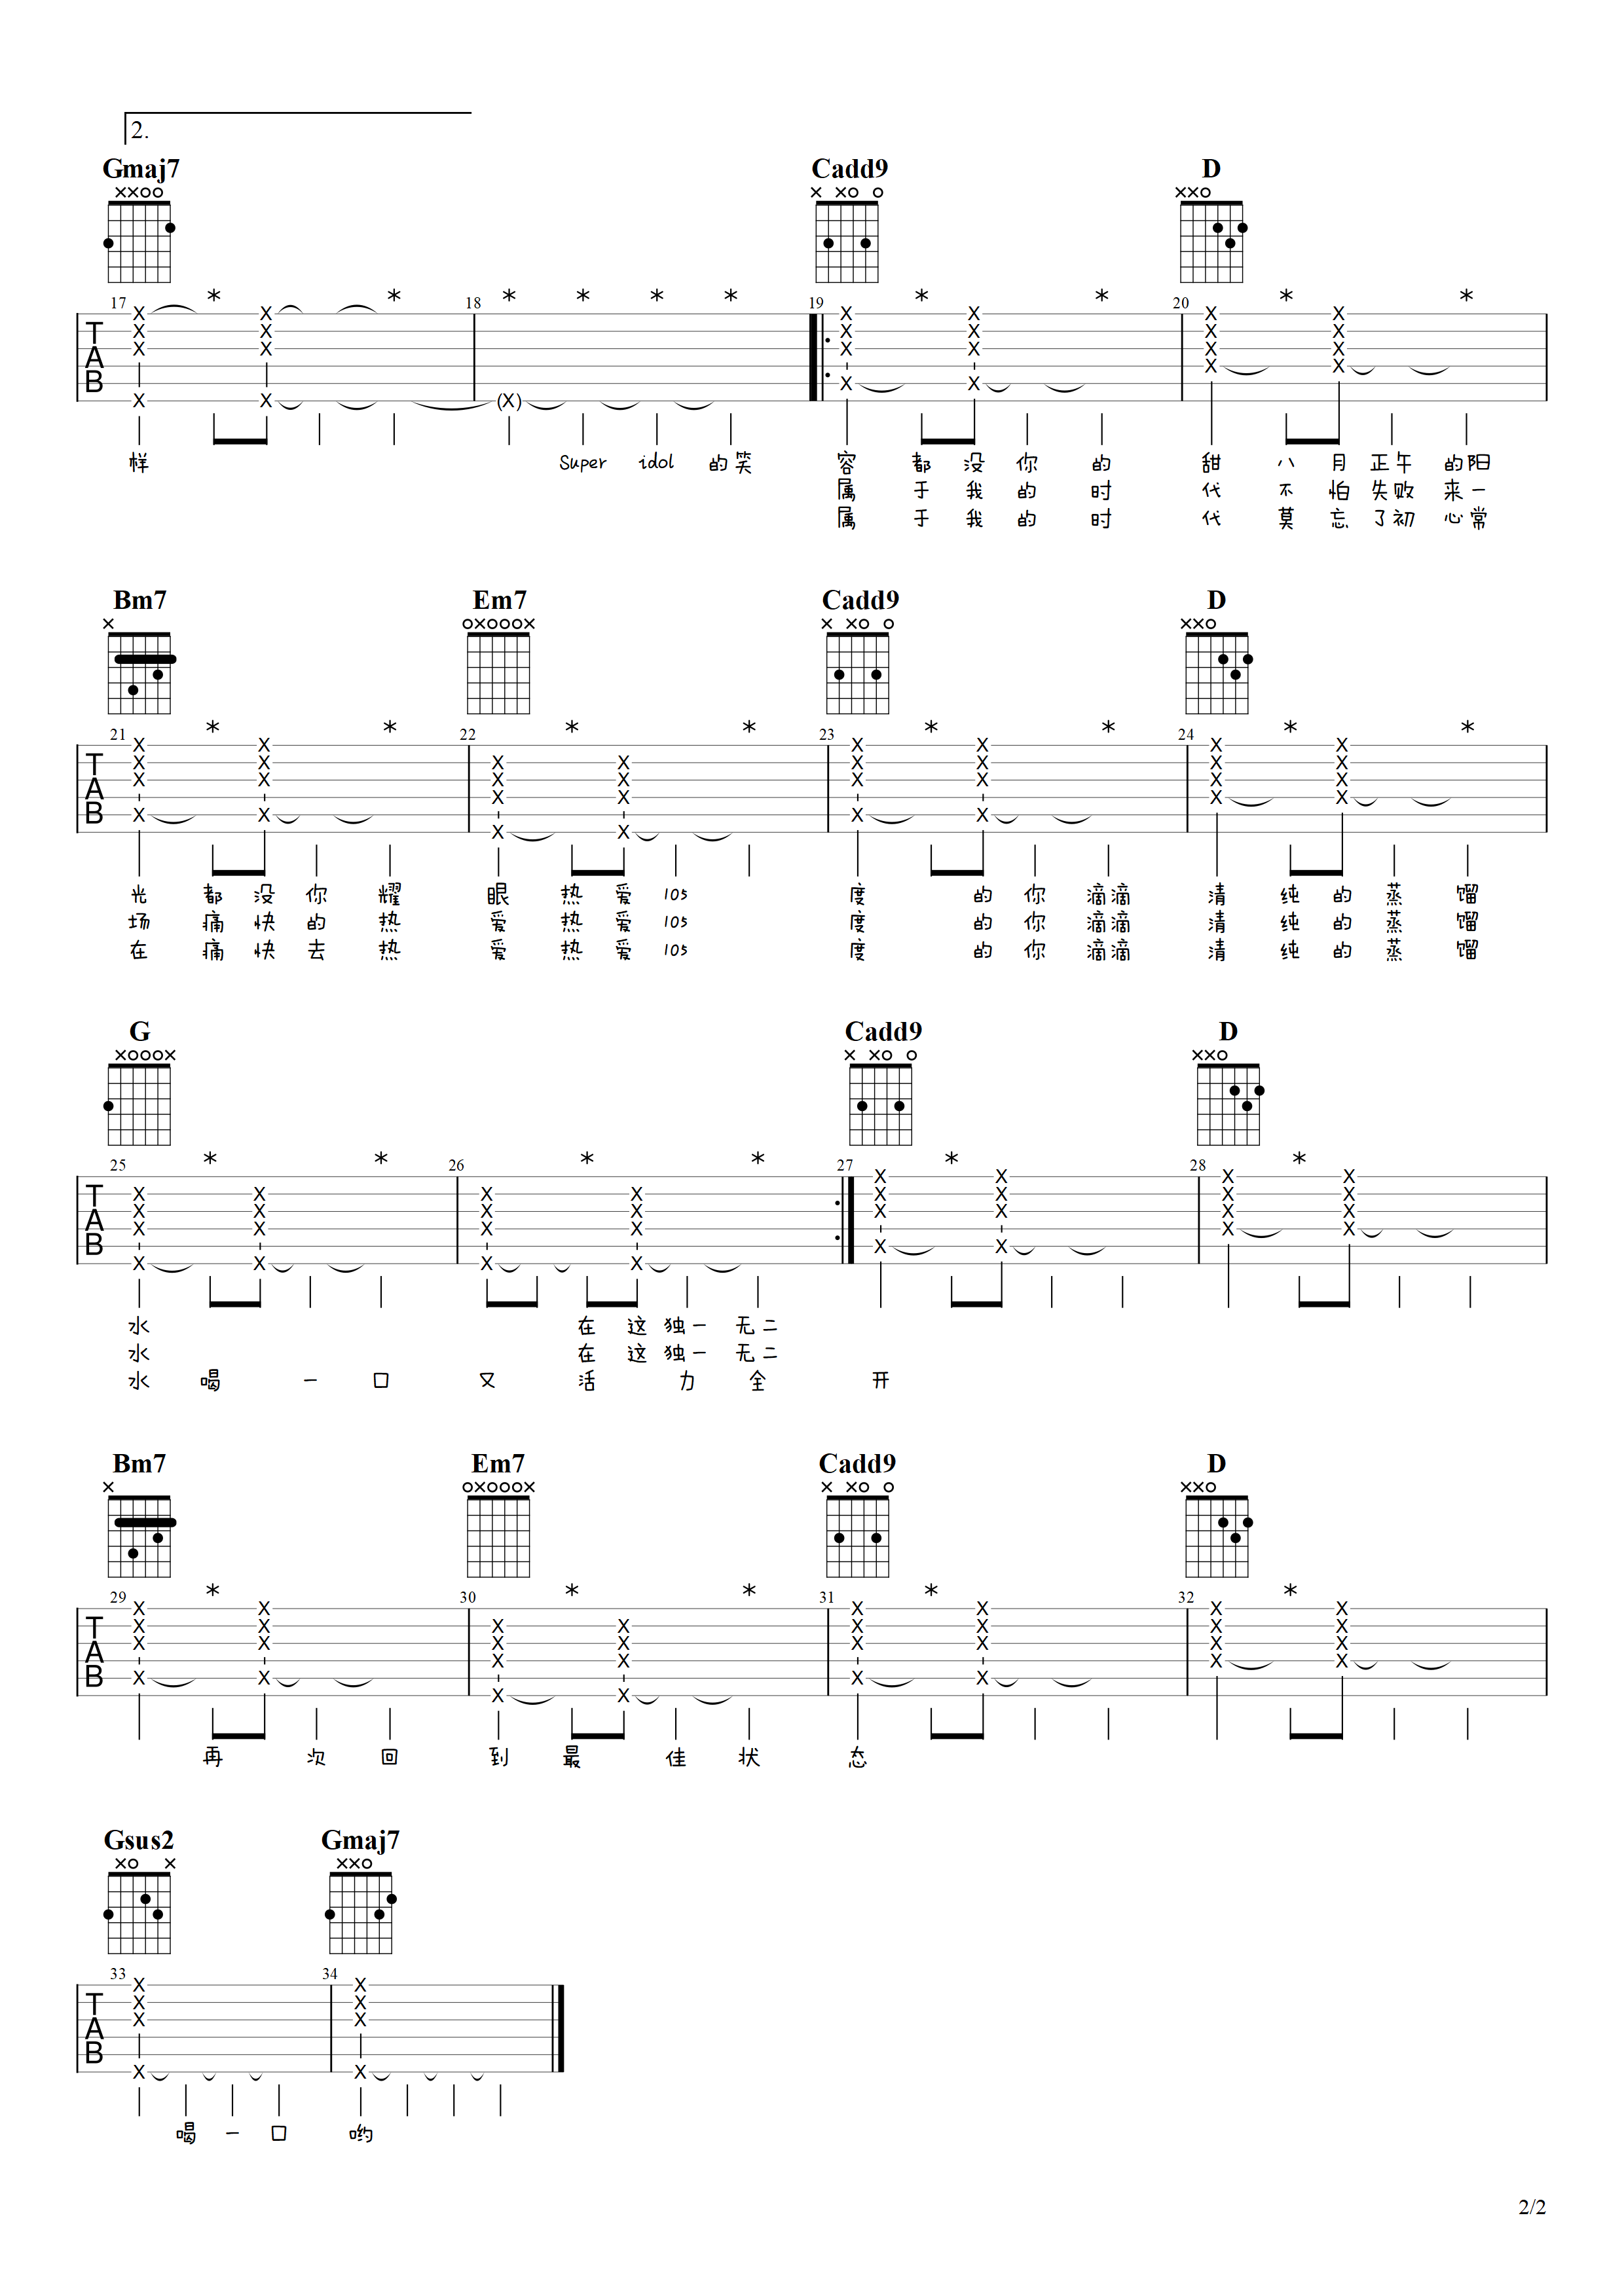 2.
Gmaj7 Cadd9 D
17 18 19 20
TAB
样 Super idol 的笑 容 都 没 你 的 甜 八 月 正午 的阳
属 于 我 的 时 代 不 怕 失败 来一
属 于 我 的 时 代 莫 忘 了初 心常
Bm7 Em7 Cadd9 D
21 22 23 24
TAB
光 都 没 你 耀 眼 热 爱 105 度 的 你 滴滴 清 纯 的 蒸 馏
场 痛 快 的 热 爱 热 爱 105 度 的 你 滴滴 清 纯 的 蒸 馏
在 痛 快 去 热 爱 热 爱 105 度 的 你 滴滴 清 纯 的 蒸 馏
G Cadd9 D
25 26 27 28
TAB
水 在 这 独一 无二
水 在 这 独一 无二
水 喝 一 口 又 活 力 全 开
Bm7 Em7 Cadd9 D
29 30 31 32
TAB
再 次 回 到 最 佳 状 态
Gsus2 Gmaj7
33 34
TAB
喝 一 口 哟
2/2